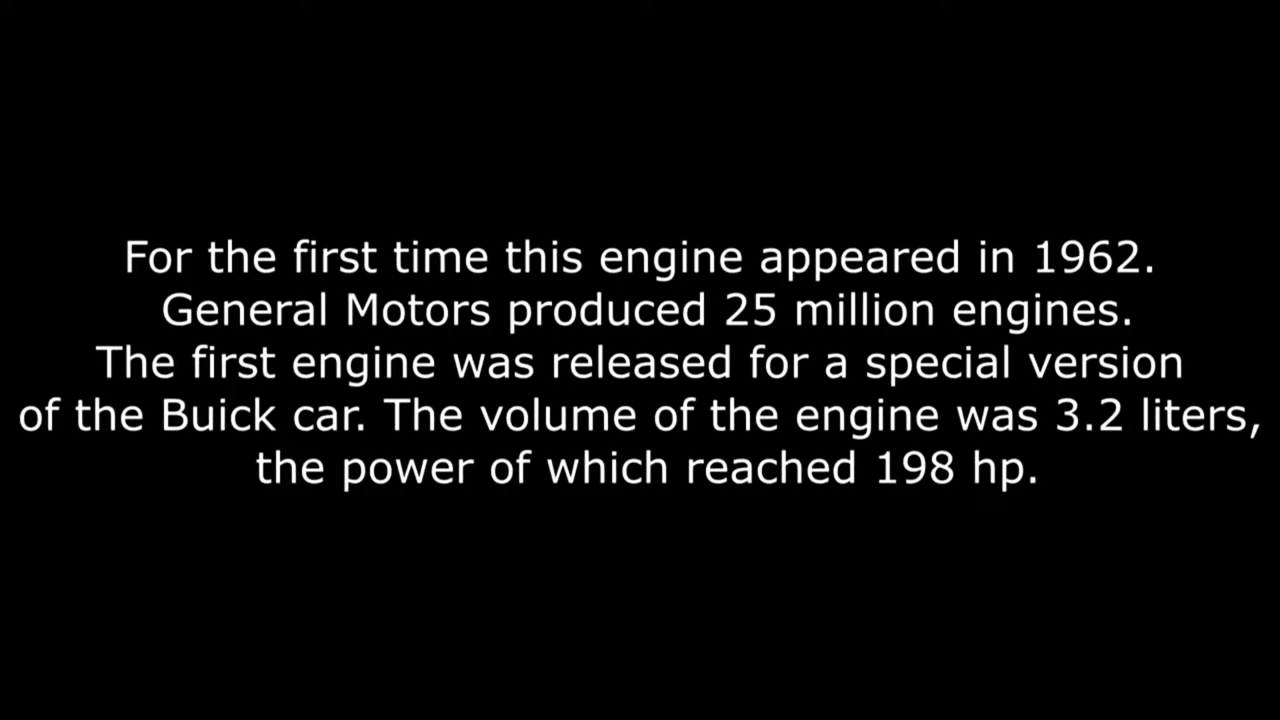 For the first time this engine appeared in 1962.
General Motors produced 25 million engines.
The first engine was released for a special version
of the Buick car. The volume of the engine was 3.2 liters,
the power of which reached 198 hp.